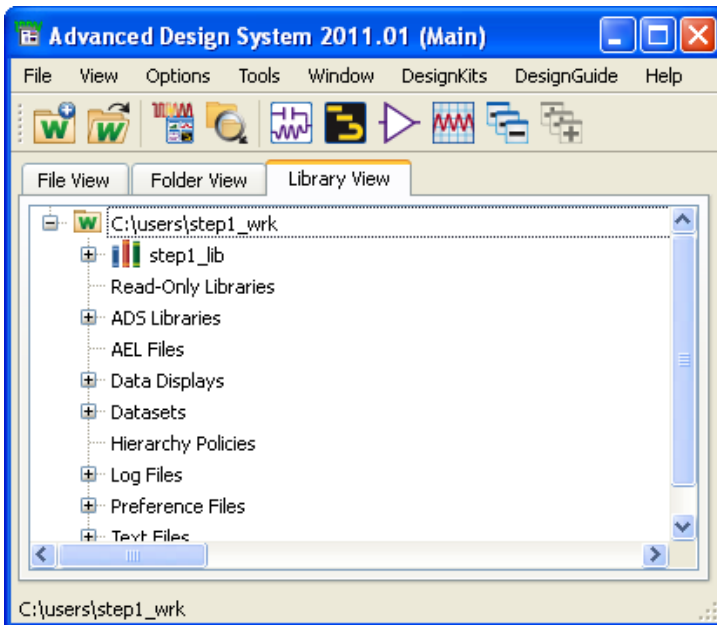 Advanced Design System 2011.01 (Main)
File View Options Tools Window DesignKits DesignGuide Help
File View Folder View Library View
C:\users\step1_wrk
step1_lib
Read-Only Libraries
ADS Libraries
AEL Files
Data Displays
Datasets
Hierarchy Policies
Log Files
Preference Files
Text Files
C:\users\step1_wrk